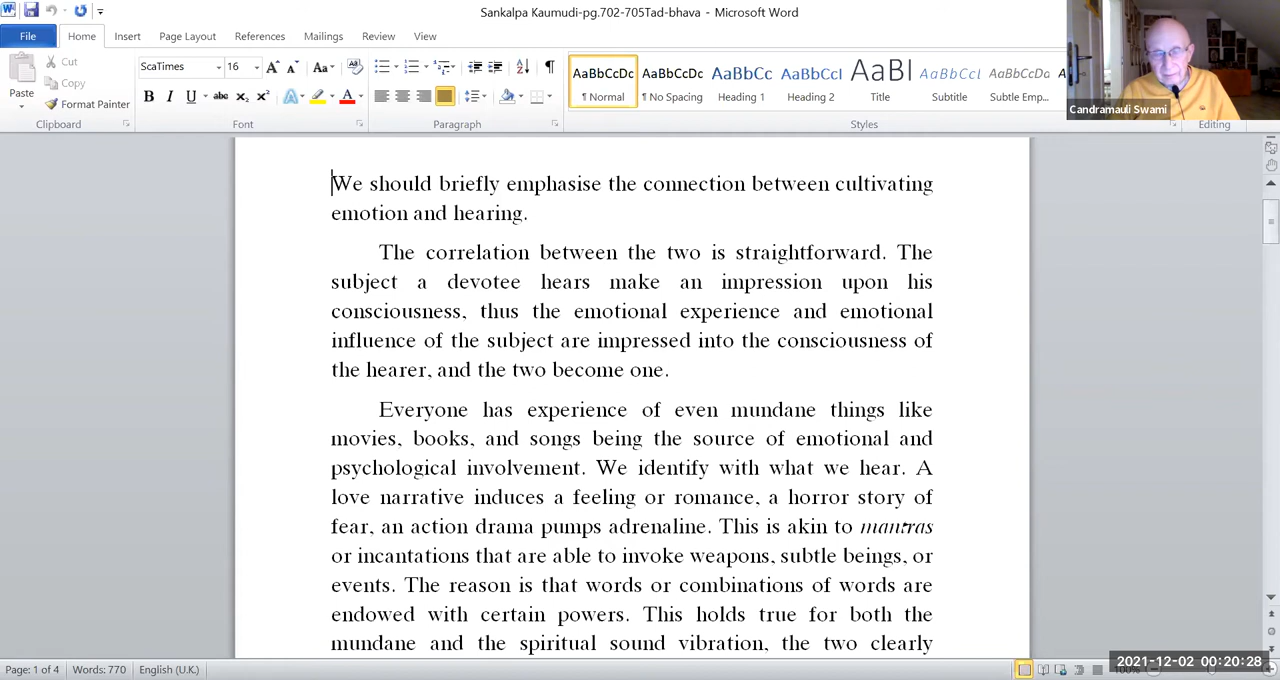 Sankalpa Kaumudi-pg.702-705Tad-bhava - Microsoft Word
File Home Insert Page Layout References Mailings Review View
Paste
Cut
Copy
Format Painter
Clipboard
ScaTimes 16
Font
Paragraph
AaBbCcDc AaBbCcDc AaBbCc AaBbCcI AaBl AaBbCcL AaBbCcDc
¶ Normal ¶ No Spacing Heading 1 Heading 2 Title Subtitle Subtle Emp...
Styles
Editing
Candramauli Swami
We should briefly emphasise the connection between cultivating
emotion and hearing.
The correlation between the two is straightforward. The
subject a devotee hears make an impression upon his
consciousness, thus the emotional experience and emotional
influence of the subject are impressed into the consciousness of
the hearer, and the two become one.
Everyone has experience of even mundane things like
movies, books, and songs being the source of emotional and
psychological involvement. We identify with what we hear. A
love narrative induces a feeling or romance, a horror story of
fear, an action drama pumps adrenaline. This is akin to mantras
or incantations that are able to invoke weapons, subtle beings, or
events. The reason is that words or combinations of words are
endowed with certain powers. This holds true for both the
mundane and the spiritual sound vibration, the two clearly
Page: 1 of 4 Words: 770 English (U.K.)
2021-12-02 00:20:28